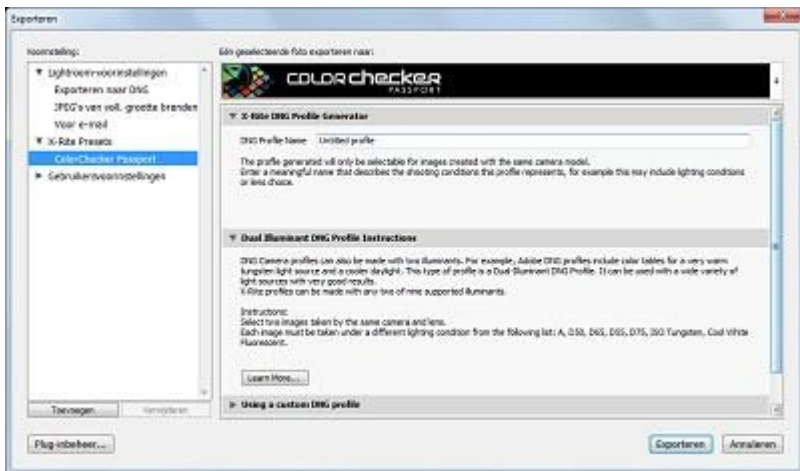 Exporteren
Voorinstelling:
Eén geselecteerde foto exporteren naar:
▼ Lightroom-voorinstellingen
Exporteren naar DNG
JPEG's van voll. grootte branden
Voor e-mail
▼ X-Rite Presets
ColorChecker Passport
▶ Gebruikersvoorinstellingen
COLOR checker
PASSPORT
▼ X-Rite DNG Profile Generator
DNG Profile Name Untitled profile
The profile generated will only be selectable for images created with the same camera model.
Enter a meaningful name that describes the shooting conditions this profile represents, for example this may include lighting conditions
or lens choice.
▼ Dual Illuminant DNG Profile Instructions
DNG Camera profiles can also be made with two illuminants. For example, Adobe DNG profiles include color tables for a very warm
tungsten light source and a cooler daylight. This type of profile is a Dual Illuminant DNG Profile. It can be used with a wide variety of
light sources with very good results.
X-Rite profiles can be made with any two of nine supported illuminants.
Instructions:
Select two images taken by the same camera and lens.
Each image must be taken under a different lighting condition from the following list: A, D50, D65, D55, D75, ISO Tungsten, Cool White
Fluorescent.
Learn More...
▶ Using a custom DNG profile
Toevoegen
Verwijderen
Plug-inbeheer...
Exporteren
Annuleren